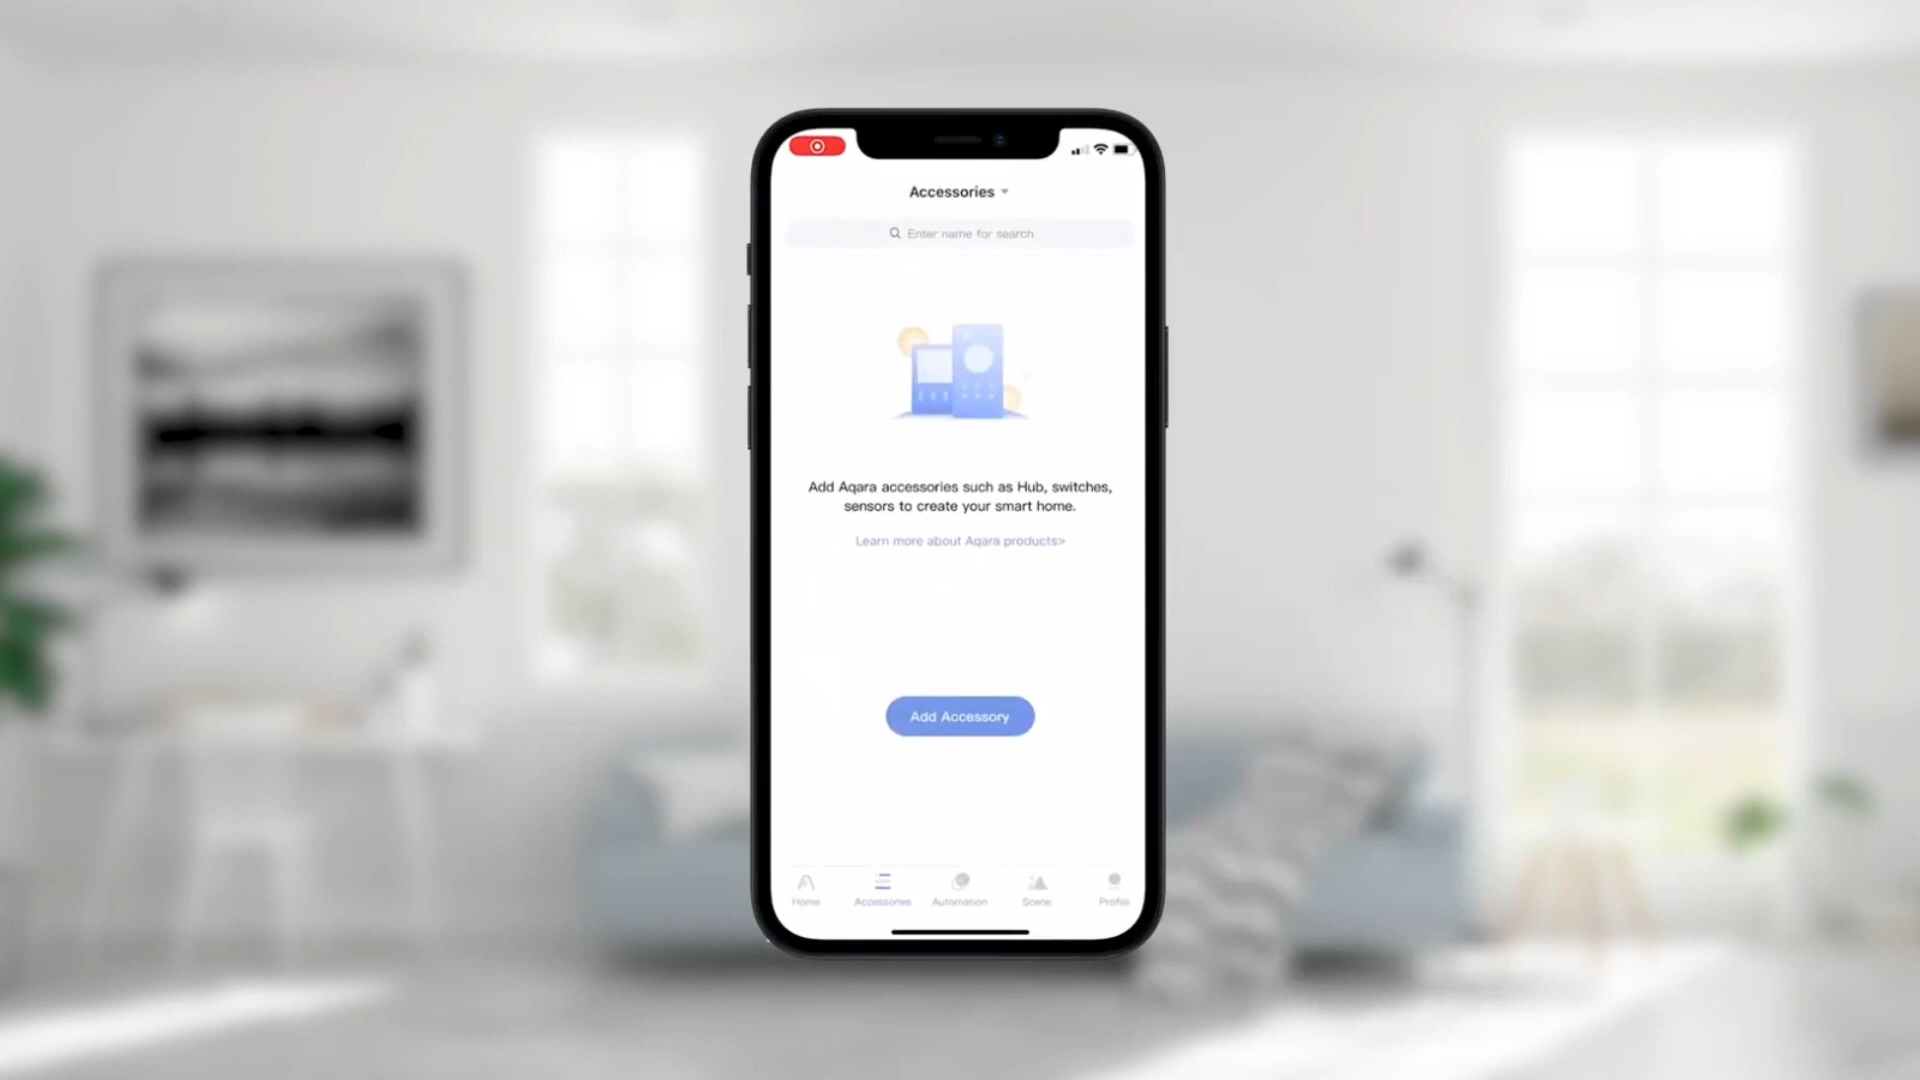 Accessories
Enter name for search
Add Aqara accessories such as Hub, switches,
sensors to create your smart home.
Learn more about Aqara products>
Add Accessory
Home Accessories Automation Scene Profile